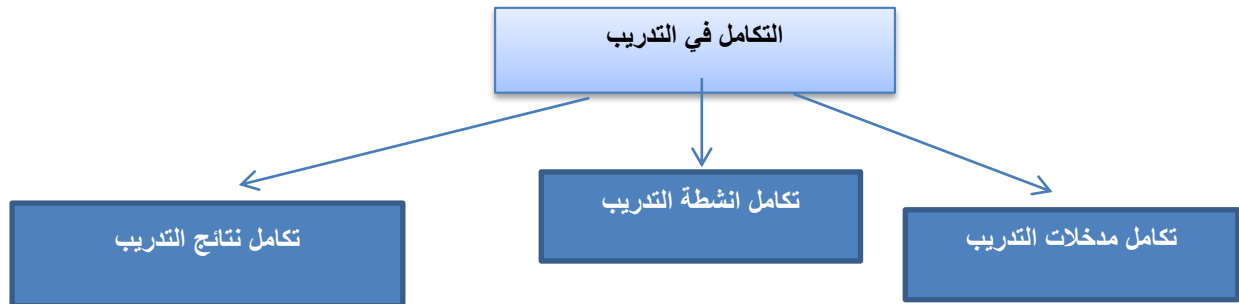 التكامل في التدريب
تكامل مدخلات التدريب
تكامل انشطة التدريب
تكامل نتائج التدريب